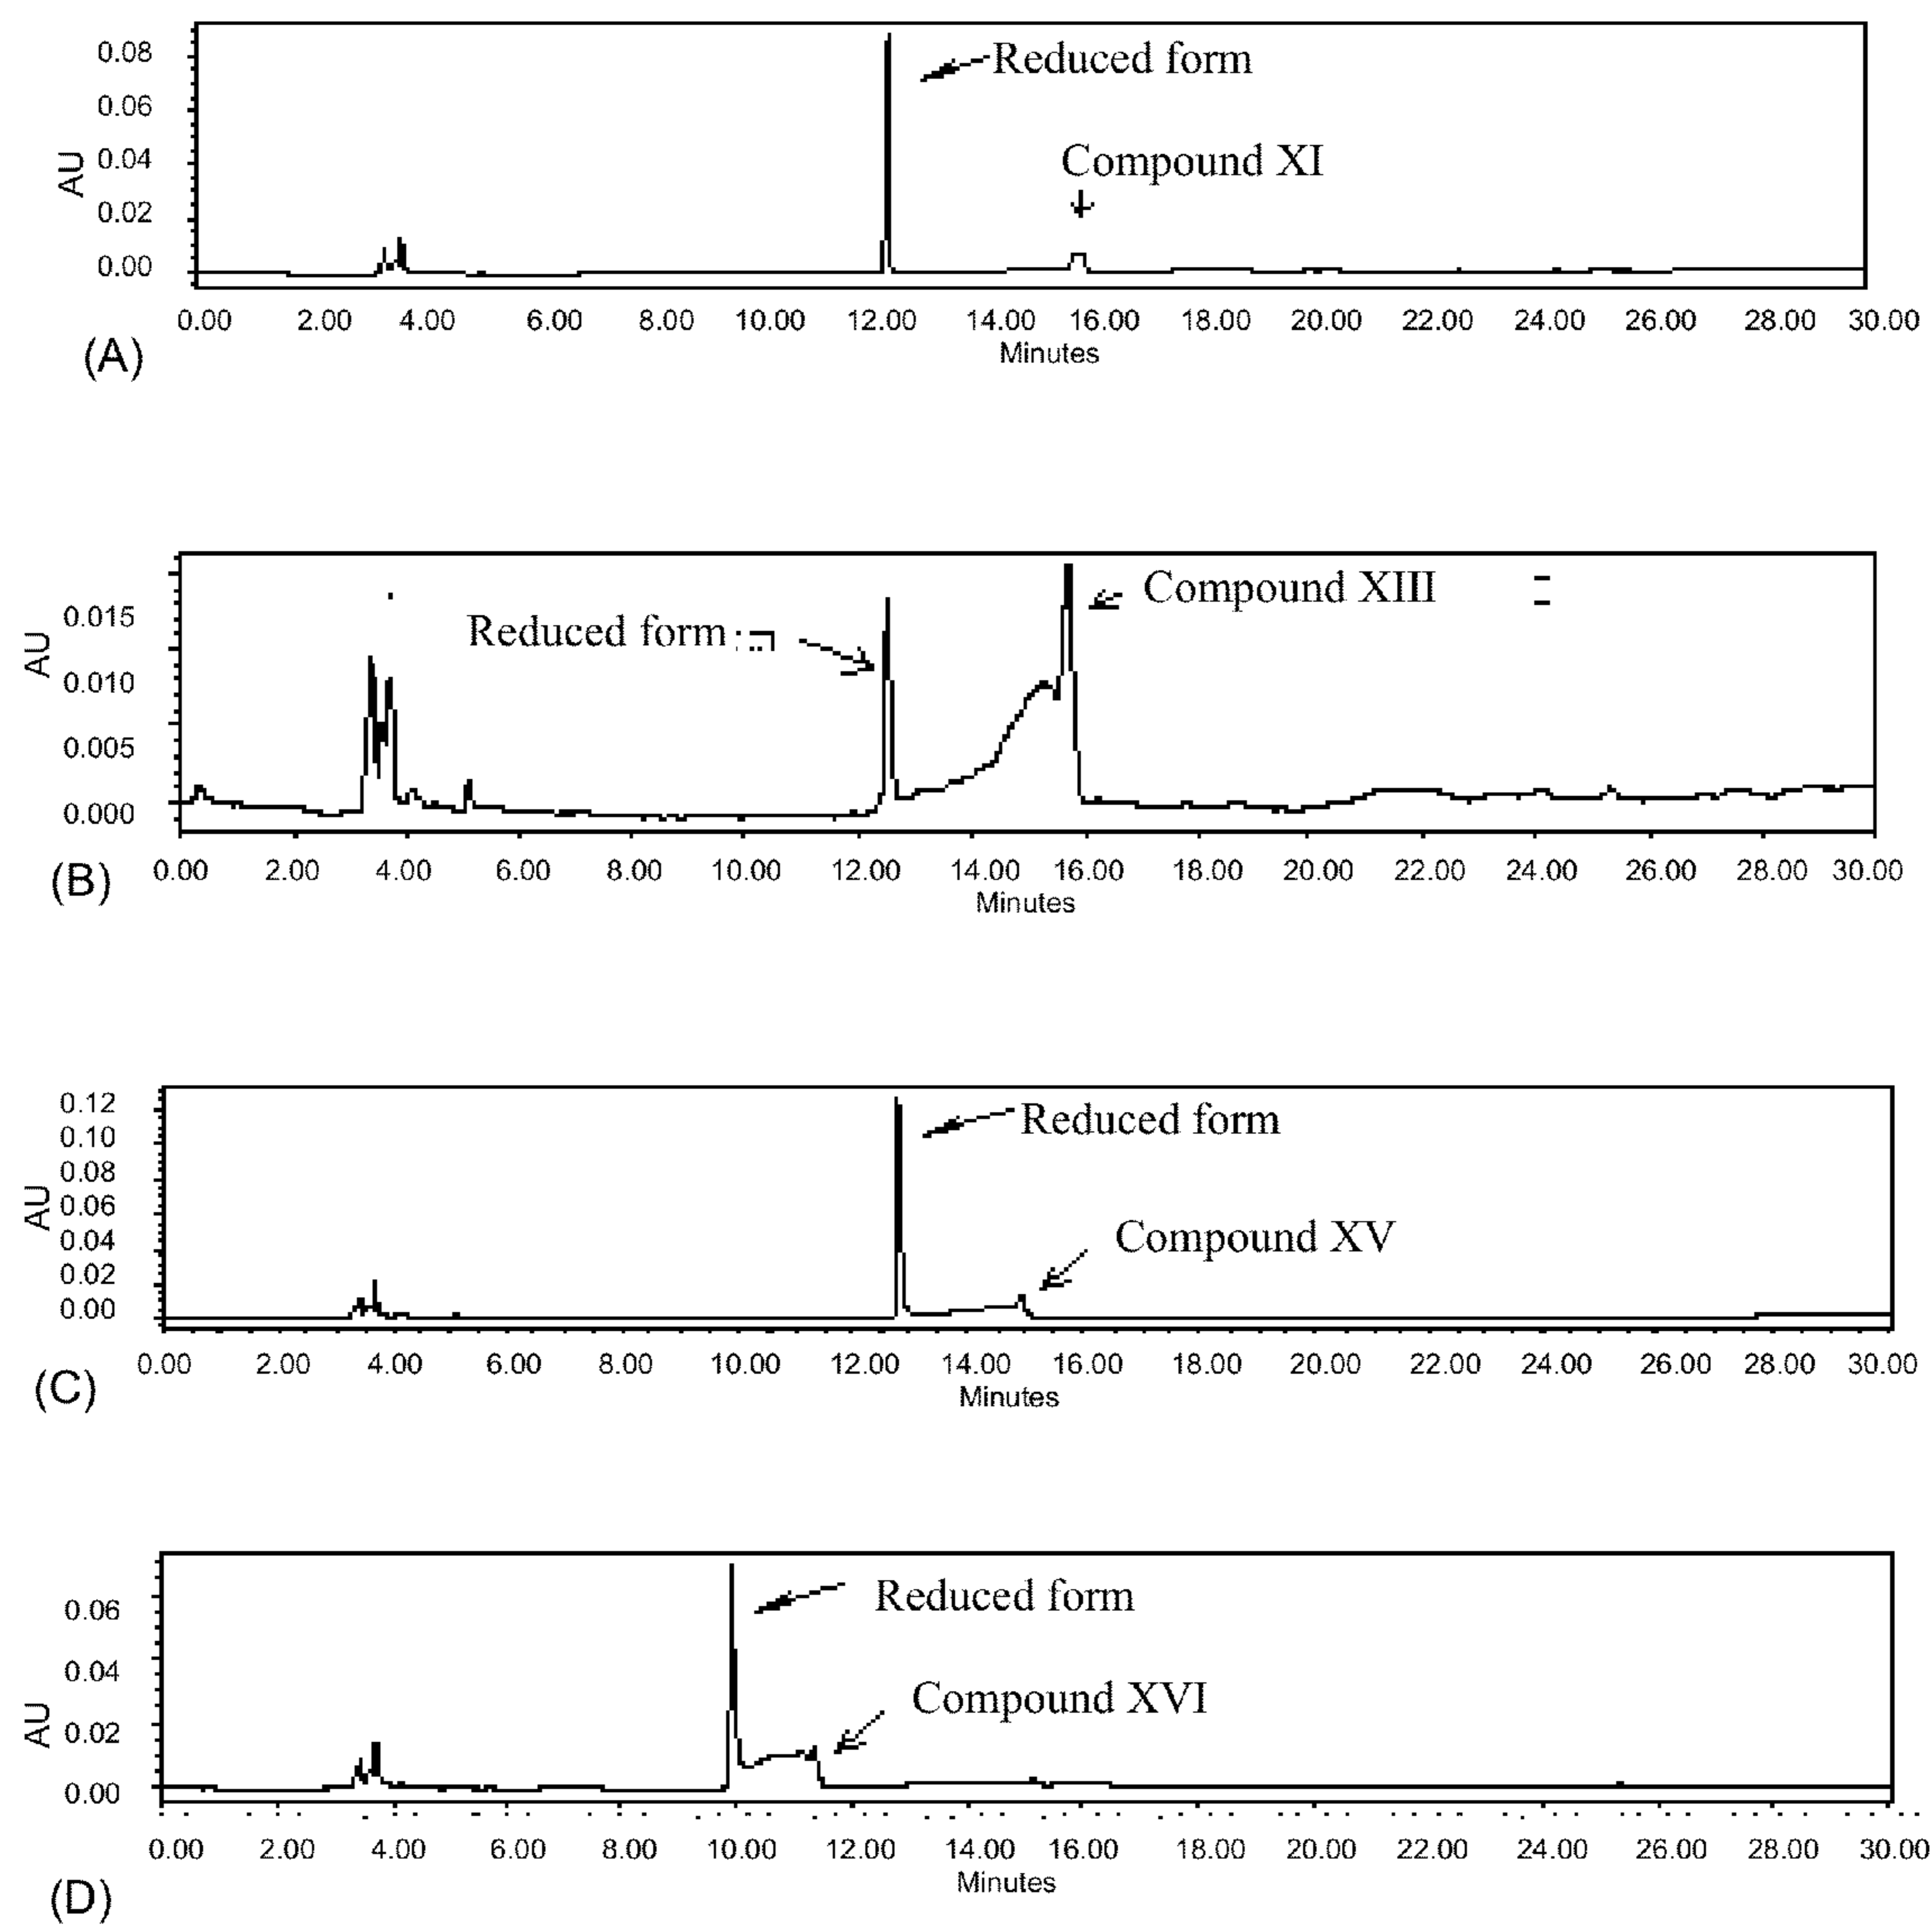 0.08
Reduced form
0.06
Compound XI
0.04
AU
0.02
0.00
0.00 2.00 4.00 6.00 8.00 10.00 12.00 14.00 16.00 18.00 20.00 22.00 24.00 26.00 28.00 30.00
Minutes
(A)
Compound XIII
0.015
Reduced form
AU
0.010
0.005
0.000
0.00 2.00 4.00 6.00 8.00 10.00 12.00 14.00 16.00 18.00 20.00 22.00 24.00 26.00 28.00 30.00
Minutes
(B)
0.12
Reduced form
0.10
0.08
AU
0.06
0.04
Compound XV
0.02
0.00
0.00 2.00 4.00 6.00 8.00 10.00 12.00 14.00 16.00 18.00 20.00 22.00 24.00 26.00 28.00 30.00
Minutes
(C)
Reduced form
0.06
0.04
Compound XVI
AU
0.02
0.00
0.00 2.00 4.00 6.00 8.00 10.00 12.00 14.00 16.00 18.00 20.00 22.00 24.00 26.00 28.00 30.00
Minutes
(D)